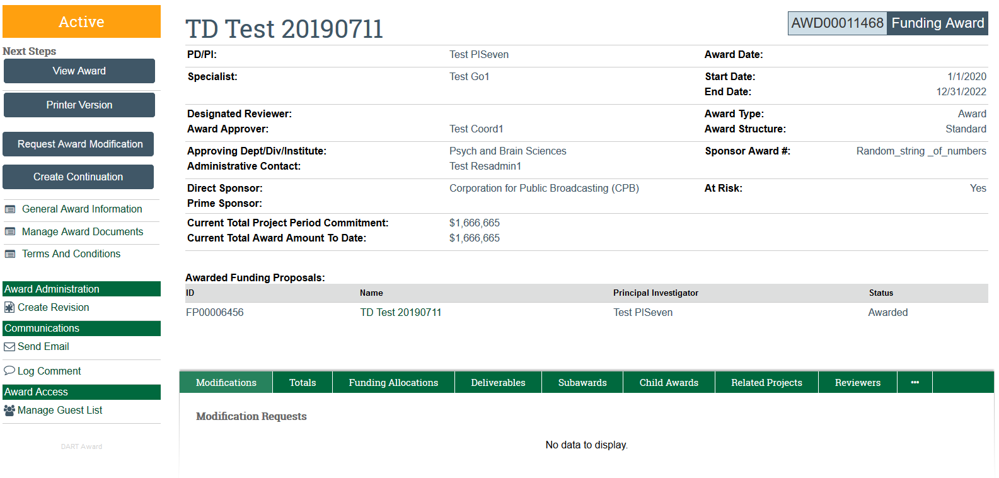 Active
Next Steps
View Award
Printer Version
Request Award Modification
Create Continuation
General Award Information
Manage Award Documents
Terms And Conditions
Award Administration
Create Revision
Communications
Send Email
Log Comment
Award Access
Manage Guest List
DART Award
TD Test 20190711
AWD00011468 Funding Award
PD/PI: Test PISeven Award Date:
Specialist: Test Go1 Start Date: 1/1/2020
End Date: 12/31/2022
Designated Reviewer: Award Type: Award
Award Approver: Test Coord1 Award Structure: Standard
Approving Dept/Div/Institute: Psych and Brain Sciences Sponsor Award #: Random_string _of_numbers
Administrative Contact: Test Resadmin1
Direct Sponsor: Corporation for Public Broadcasting (CPB) At Risk: Yes
Prime Sponsor:
Current Total Project Period Commitment: $1,666,665
Current Total Award Amount To Date: $1,666,665
Awarded Funding Proposals:
ID Name Principal Investigator Status
FP00006456 TD Test 20190711 Test PISeven Awarded
Modifications Totals Funding Allocations Deliverables Subawards Child Awards Related Projects Reviewers •••
Modification Requests
No data to display.